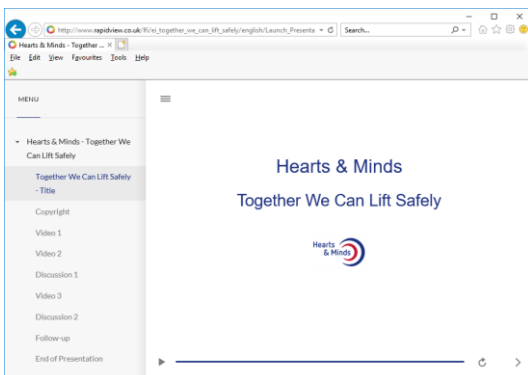 http://www.rapidview.co.uk/lfi/ei_together_we_can_lift_safely/english/Launch_Presenta
Search...
Hearts & Minds - Together ...
File Edit View Favourites Tools Help
MENU
Hearts & Minds - Together We
Can Lift Safely
Together We Can Lift Safely
- Title
Copyright
Video 1
Video 2
Discussion 1
Video 3
Discussion 2
Follow-up
End of Presentation
Hearts & Minds
Together We Can Lift Safely
Hearts
& Minds